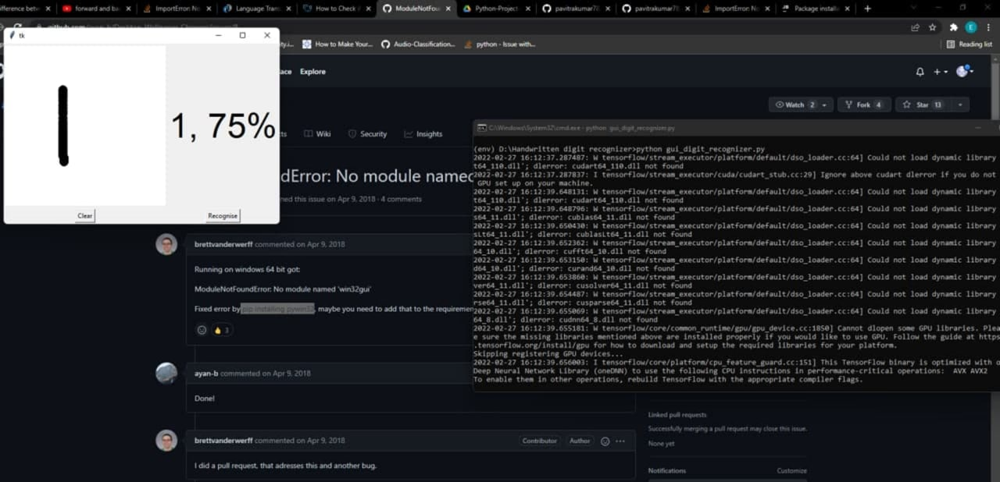 ifference betw
forward and ba
ImportError: No
Language Trans
How to Check i
ModuleNotFou
Python-Project
pavitrakumar78
pavitrakumar78
ImportError: No
Package install
How to Make Your...
Audio-Classification...
python - Issue with...
Reading list
tk
1, 75%
Clear
Recognise
Explore
Watch 2
Fork 4
Star 13
Wiki
Security
Insights
dError: No module named
ned this issue on Apr 9, 2018 · 4 comments
brettvanderwerff commented on Apr 9, 2018
Running on windows 64 bit got:
ModuleNotFoundError: No module named 'win32gui'
Fixed error by pip installing pywin32, maybe you need to add that to the requiremen
3
ayan-b commented on Apr 9, 2018
Done!
brettvanderwerff commented on Apr 9, 2018
Contributor
Author
I did a pull request, that adresses this and another bug.
C:\Windows\System32\cmd.exe - python gui_digit_recognizer.py
(env) D:\Handwritten digit recognizer>python gui_digit_recognizer.py
2022-02-27 16:12:37.287487: W tensorflow/stream_executor/platform/default/dso_loader.cc:64] Could not load dynamic library
t64_110.dll'; dlerror: cudart64_110.dll not found
2022-02-27 16:12:37.287837: I tensorflow/stream_executor/cuda/cudart_stub.cc:29] Ignore above cudart dlerror if you do not
GPU set up on your machine.
2022-02-27 16:12:39.648131: W tensorflow/stream_executor/platform/default/dso_loader.cc:64] Could not load dynamic library
t64_110.dll'; dlerror: cudart64_110.dll not found
2022-02-27 16:12:39.648796: W tensorflow/stream_executor/platform/default/dso_loader.cc:64] Could not load dynamic library
s64_11.dll'; dlerror: cublas64_11.dll not found
2022-02-27 16:12:39.650430: W tensorflow/stream_executor/platform/default/dso_loader.cc:64] Could not load dynamic library
sLt64_11.dll'; dlerror: cublasLt64_11.dll not found
2022-02-27 16:12:39.652362: W tensorflow/stream_executor/platform/default/dso_loader.cc:64] Could not load dynamic library
64_10.dll'; dlerror: cufft64_10.dll not found
2022-02-27 16:12:39.653150: W tensorflow/stream_executor/platform/default/dso_loader.cc:64] Could not load dynamic library
d64_10.dll'; dlerror: curand64_10.dll not found
2022-02-27 16:12:39.653860: W tensorflow/stream_executor/platform/default/dso_loader.cc:64] Could not load dynamic library
ver64_11.dll'; dlerror: cusolver64_11.dll not found
2022-02-27 16:12:39.654487: W tensorflow/stream_executor/platform/default/dso_loader.cc:64] Could not load dynamic library
rse64_11.dll'; dlerror: cusparse64_11.dll not found
2022-02-27 16:12:39.655069: W tensorflow/stream_executor/platform/default/dso_loader.cc:64] Could not load dynamic library
64_8.dll'; dlerror: cudnn64_8.dll not found
2022-02-27 16:12:39.655181: W tensorflow/core/common_runtime/gpu/gpu_device.cc:1850] Cannot dlopen some GPU libraries. Plea
e sure the missing libraries mentioned above are installed properly if you would like to use GPU. Follow the guide at https
.tensorflow.org/install/gpu for how to download and setup the required libraries for your platform.
Skipping registering GPU devices...
2022-02-27 16:12:39.656003: I tensorflow/core/platform/cpu_feature_guard.cc:151] This TensorFlow binary is optimized with o
Deep Neural Network Library (oneDNN) to use the following CPU instructions in performance-critical operations: AVX AVX2
To enable them in other operations, rebuild TensorFlow with the appropriate compiler flags.
Linked pull requests
Successfully merging a pull request may close this issue.
None yet
Notifications
Customize